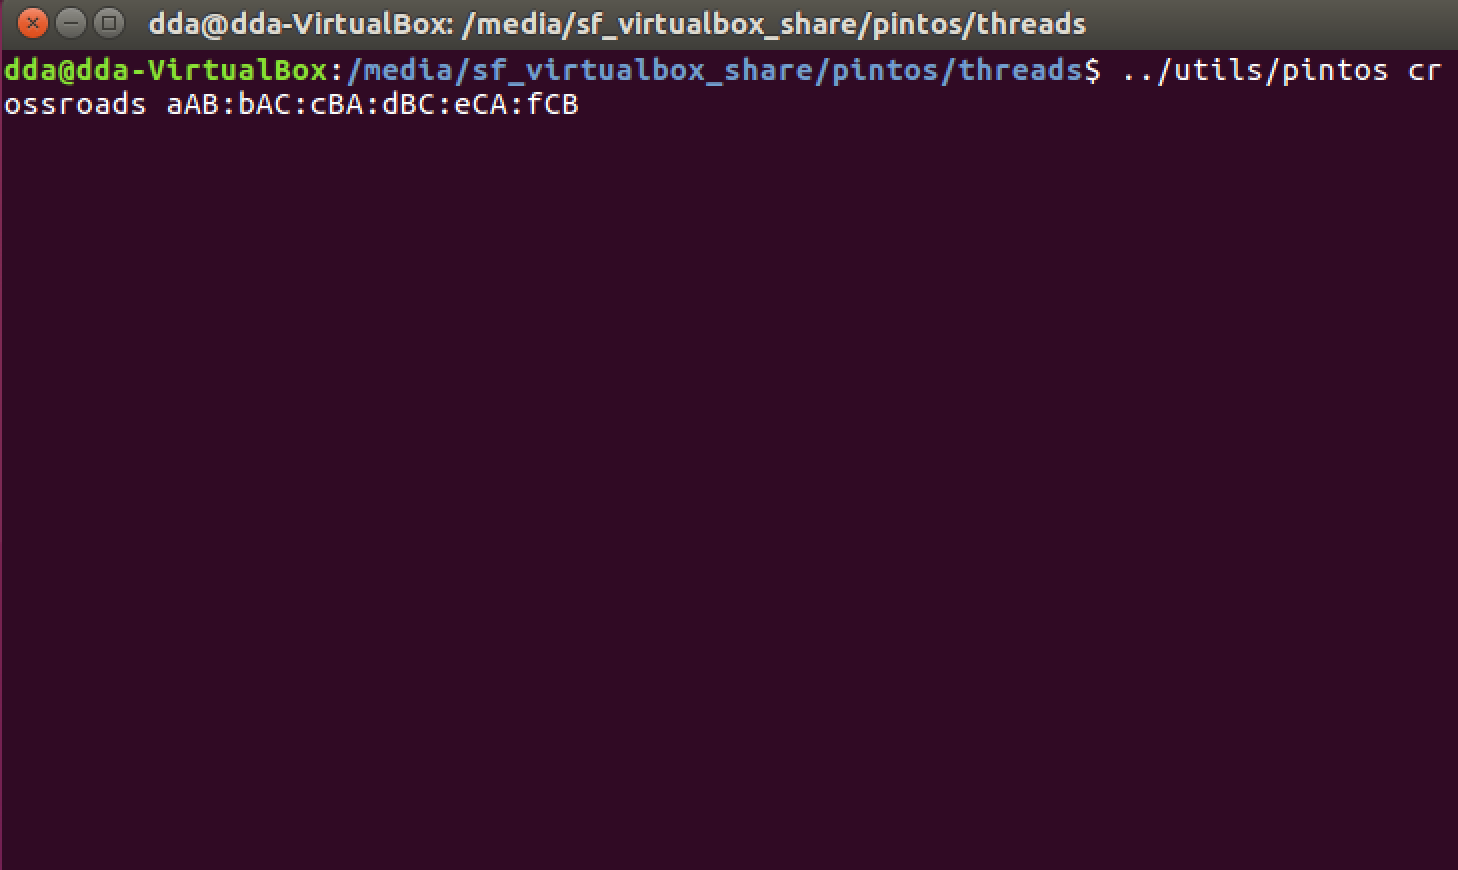 dda@dda-VirtualBox: /media/sf_virtualbox_share/pintos/threads
dda@dda-VirtualBox:/media/sf_virtualbox_share/pintos/threads$ ../utils/pintos cr
ossroads aAB:bAC:cBA:dBC:eCA:fCB